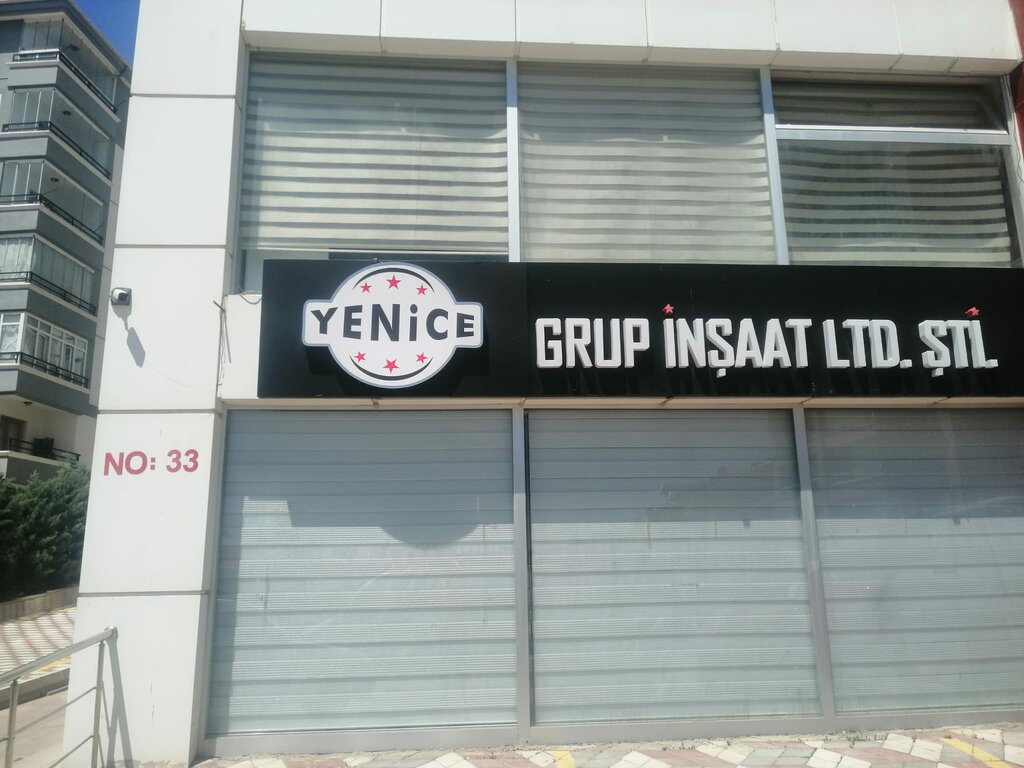 YENiCE
GRUP İNŞAAT LTD. ŞTİ.
NO: 33